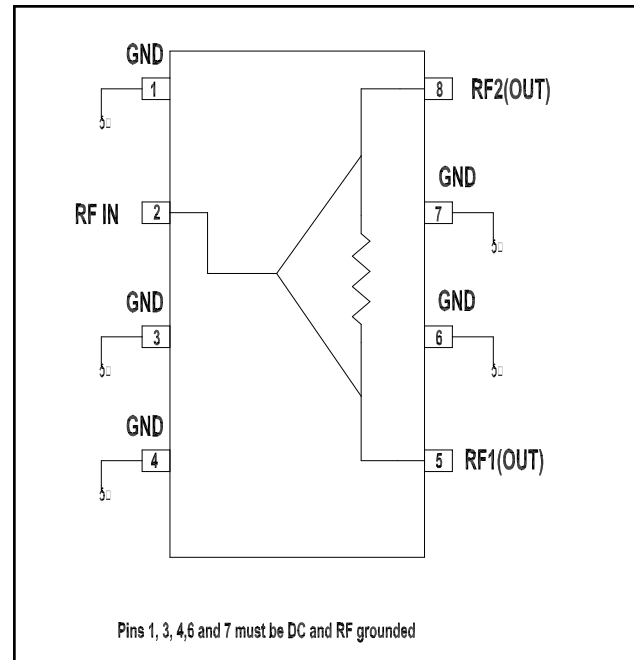 GND
1
RF IN
2
GND
3
GND
4
8
RF2(OUT)
GND
7
GND
6
5
RF1(OUT)
Pins 1, 3, 4,6 and 7 must be DC and RF grounded